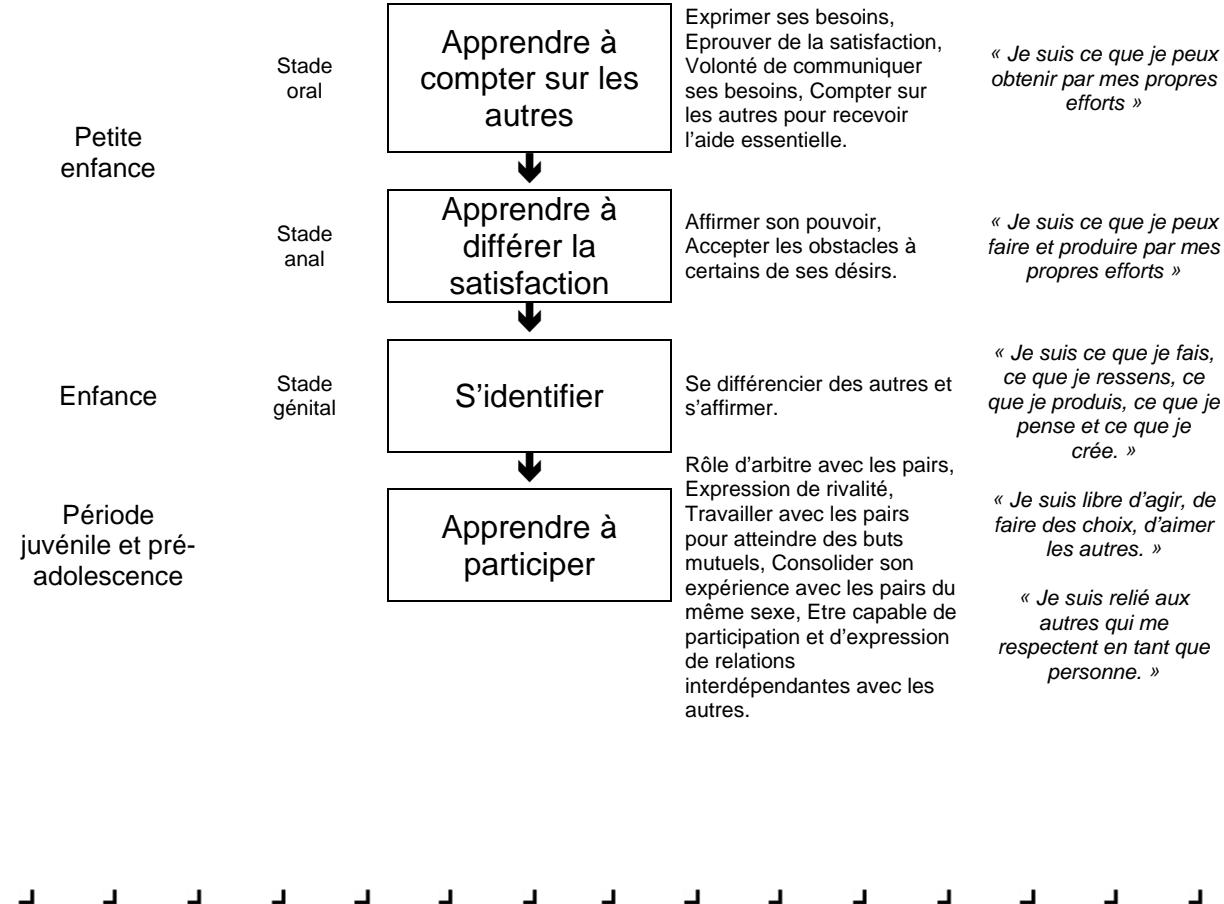 Petite
enfance
Stade
oral
Apprendre à
compter sur les
autres
Exprimer ses besoins,
Eprouver de la satisfaction,
Volonté de communiquer
ses besoins, Compter sur
les autres pour recevoir
l’aide essentielle.
« Je suis ce que je peux
obtenir par mes propres
efforts »
Stade
anal
Apprendre à
différer la
satisfaction
Affirmer son pouvoir,
Accepter les obstacles à
certains de ses désirs.
« Je suis ce que je peux
faire et produire par mes
propres efforts »
Enfance
Stade
génital
S’identifier
Se différencier des autres et
s’affirmer.
« Je suis ce que je fais,
ce que je ressens, ce
que je produis, ce que je
pense et ce que je
crée. »
Période
juvénile et pré-
adolescence
Apprendre à
participer
Rôle d’arbitre avec les pairs,
Expression de rivalité,
Travailler avec les pairs
pour atteindre des buts
mutuels, Consolider son
expérience avec les pairs du
même sexe, Etre capable de
participation et d’expression
de relations
interdépendantes avec les
autres.
« Je suis libre d’agir, de
faire des choix, d’aimer
les autres. »
« Je suis relié aux
autres qui me
respectent en tant que
personne. »